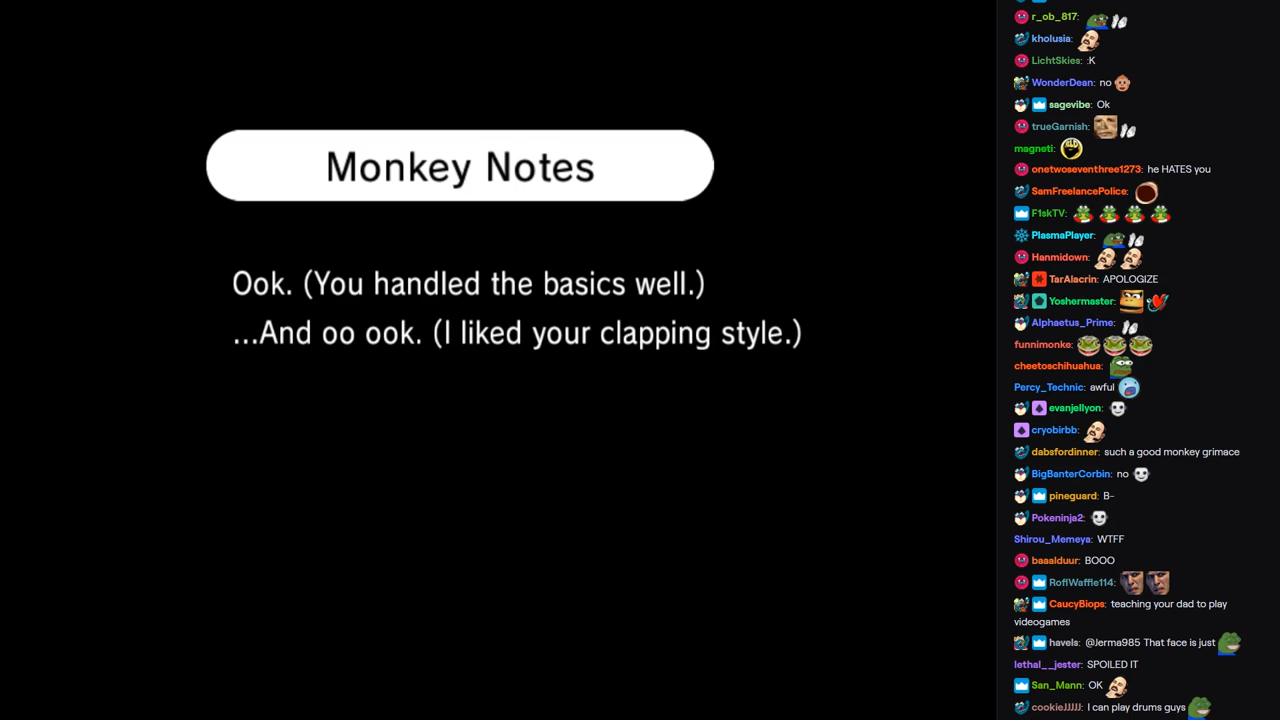 Monkey Notes
Ook. (You handled the basics well.)
...And oo ook. (I liked your clapping style.)
r_ob_817:
kholusia:
LichtSkies: :K
WonderDean: no
sagevibe: Ok
trueGarnish:
magneti:
onetwoseventhree1273: he HATES you
SamFreelancePolice:
F1skTV:
PlasmaPlayer:
Hanmidown:
TarAlacrin: APOLOGIZE
Yoshermaster:
Alphaetus_Prime:
funnimonke:
cheetoschihuahua:
Percy_Technic: awful
evanjellyon:
cryobirbb:
dabsfordinner: such a good monkey grimace
BigBanterCorbin: no
pineguard: B-
Pokeninja2:
Shirou_Memeya: WTFF
baaalduur: BOOO
RoflWaffle114:
CaucyBiops: teaching your dad to play
videogames
havels: @Jerma985 That face is just
lethal__jester: SPOILED IT
San_Mann: OK
cookieJJJJJ: I can play drums guys